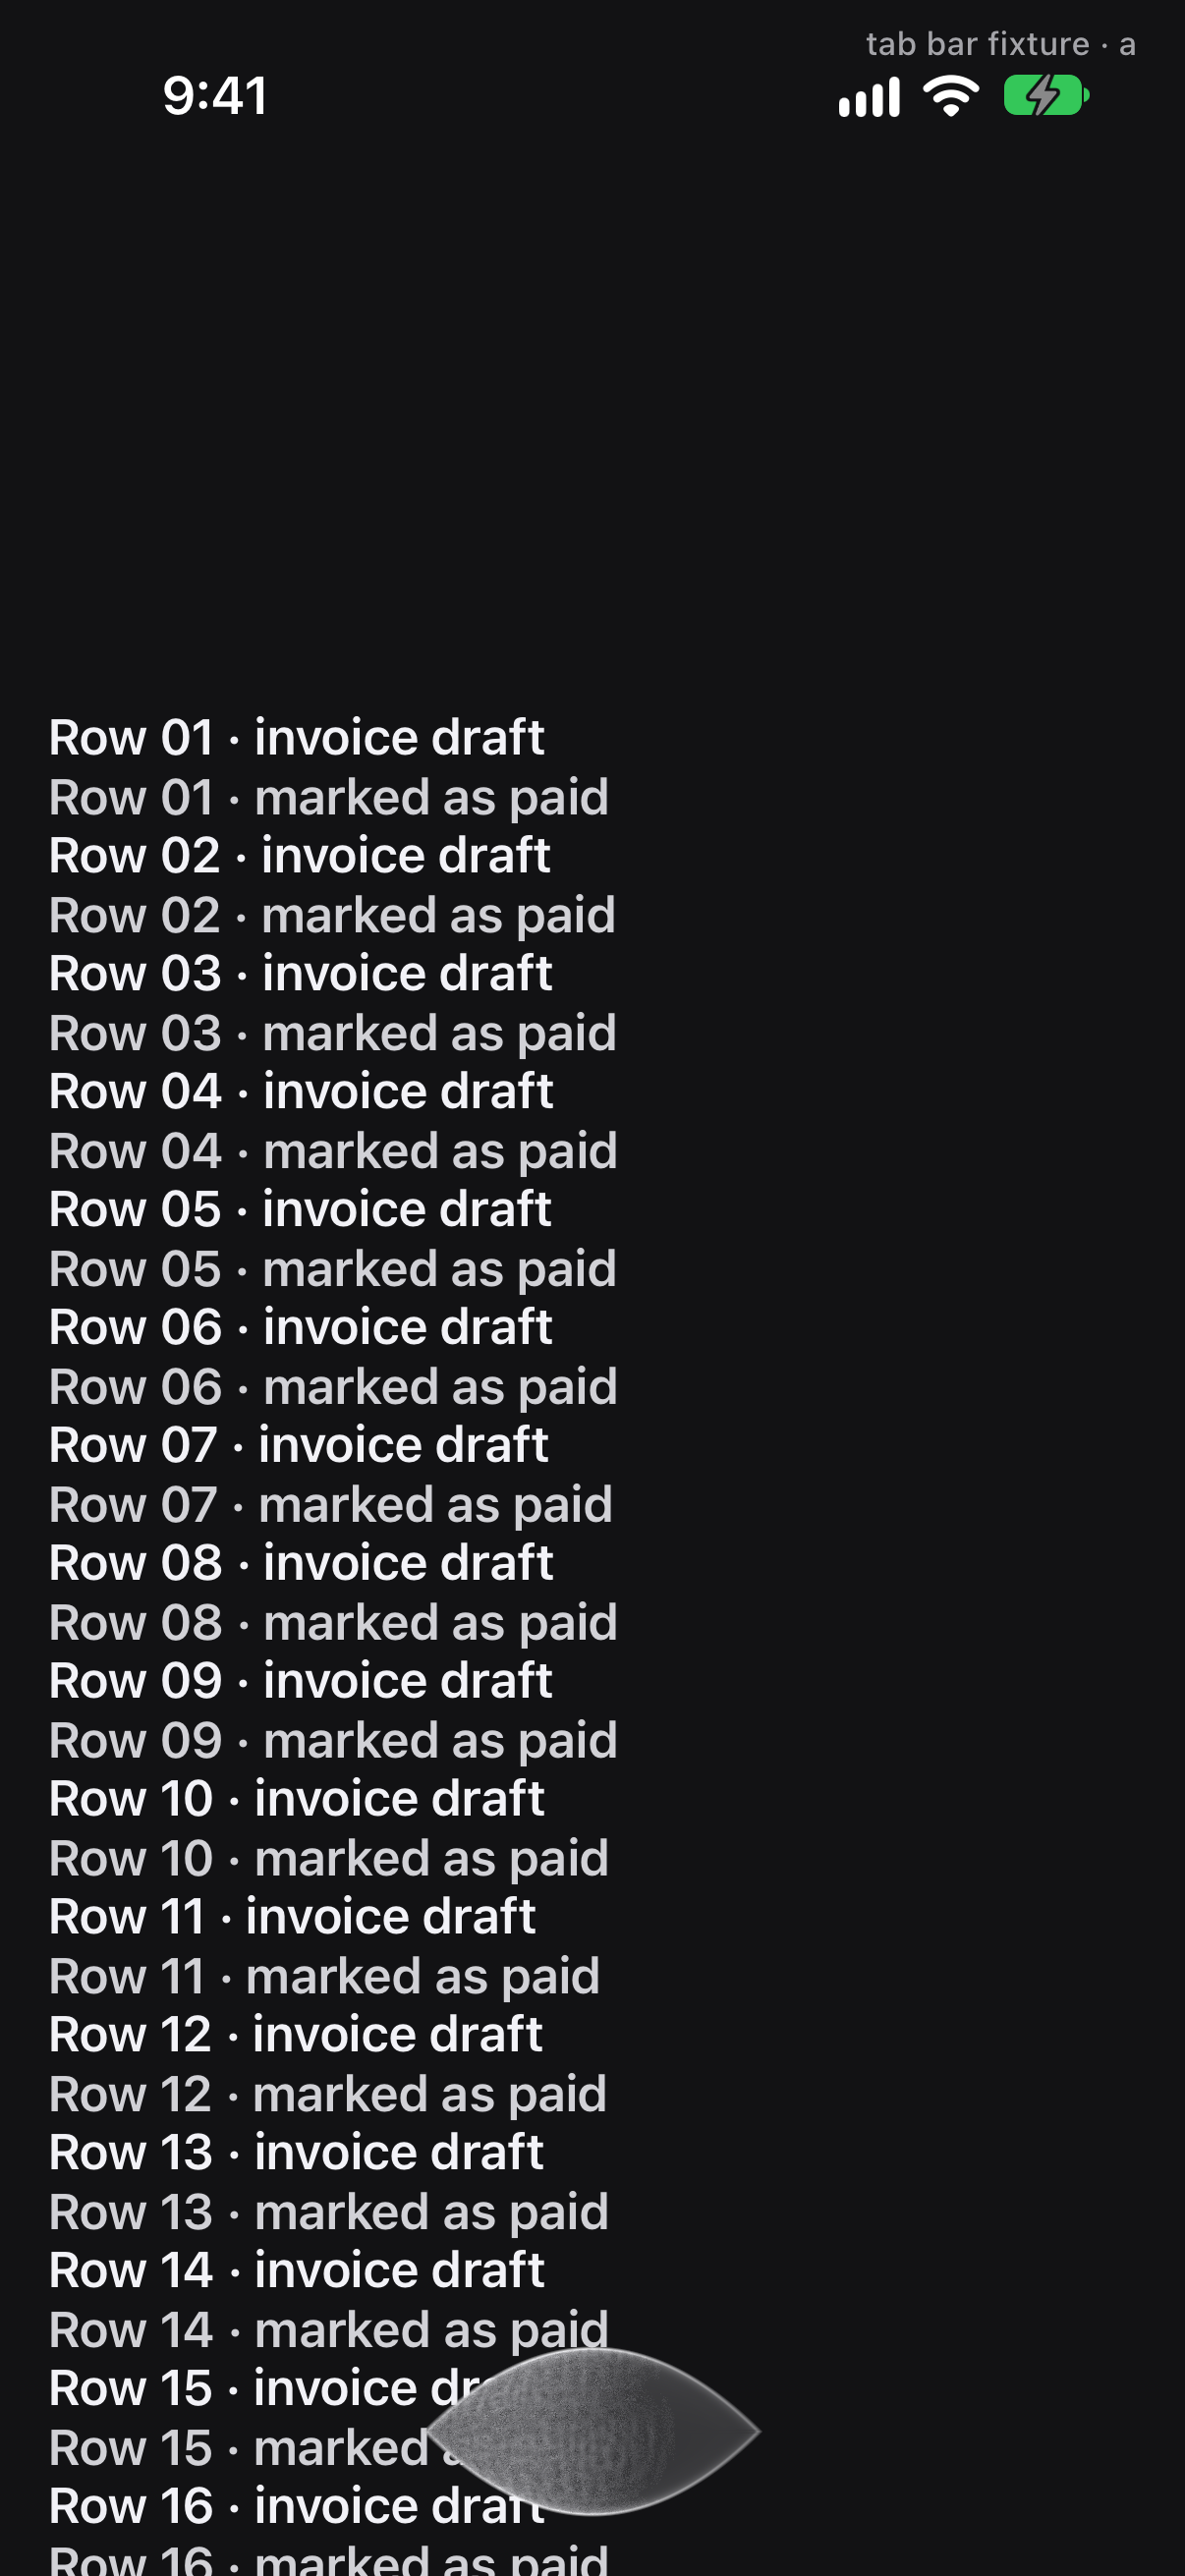 tab bar fixture · a
9:41
Row 01 · invoice draft
Row 01 · marked as paid
Row 02 · invoice draft
Row 02 · marked as paid
Row 03 · invoice draft
Row 03 · marked as paid
Row 04 · invoice draft
Row 04 · marked as paid
Row 05 · invoice draft
Row 05 · marked as paid
Row 06 · invoice draft
Row 06 · marked as paid
Row 07 · invoice draft
Row 07 · marked as paid
Row 08 · invoice draft
Row 08 · marked as paid
Row 09 · invoice draft
Row 09 · marked as paid
Row 10 · invoice draft
Row 10 · marked as paid
Row 11 · invoice draft
Row 11 · marked as paid
Row 12 · invoice draft
Row 12 · marked as paid
Row 13 · invoice draft
Row 13 · marked as paid
Row 14 · invoice draft
Row 14 · marked as paid
Row 15 · invoice
Row 15 · marked
Row 16 · invoice draft
Row 16 · marked as paid